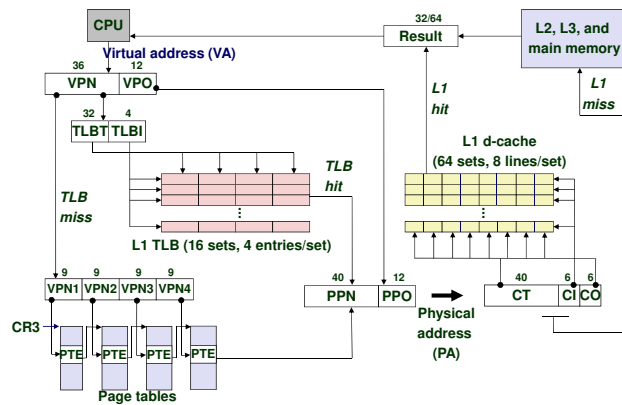 CPU
32/64
Result
L2, L3, and
main memory
Virtual address (VA)
36
12
VPN
VPO
L1
hit
L1
miss
32
4
TLBT
TLBI
L1 d-cache
(64 sets, 8 lines/set)
TLB
miss
TLB
hit
...
...
L1 TLB (16 sets, 4 entries/set)
9
9
9
9
VPN1
VPN2
VPN3
VPN4
40
12
PPN
PPO
40
6
6
CT
CI
CO
Physical
address
(PA)
CR3
PTE
PTE
PTE
PTE
Page tables